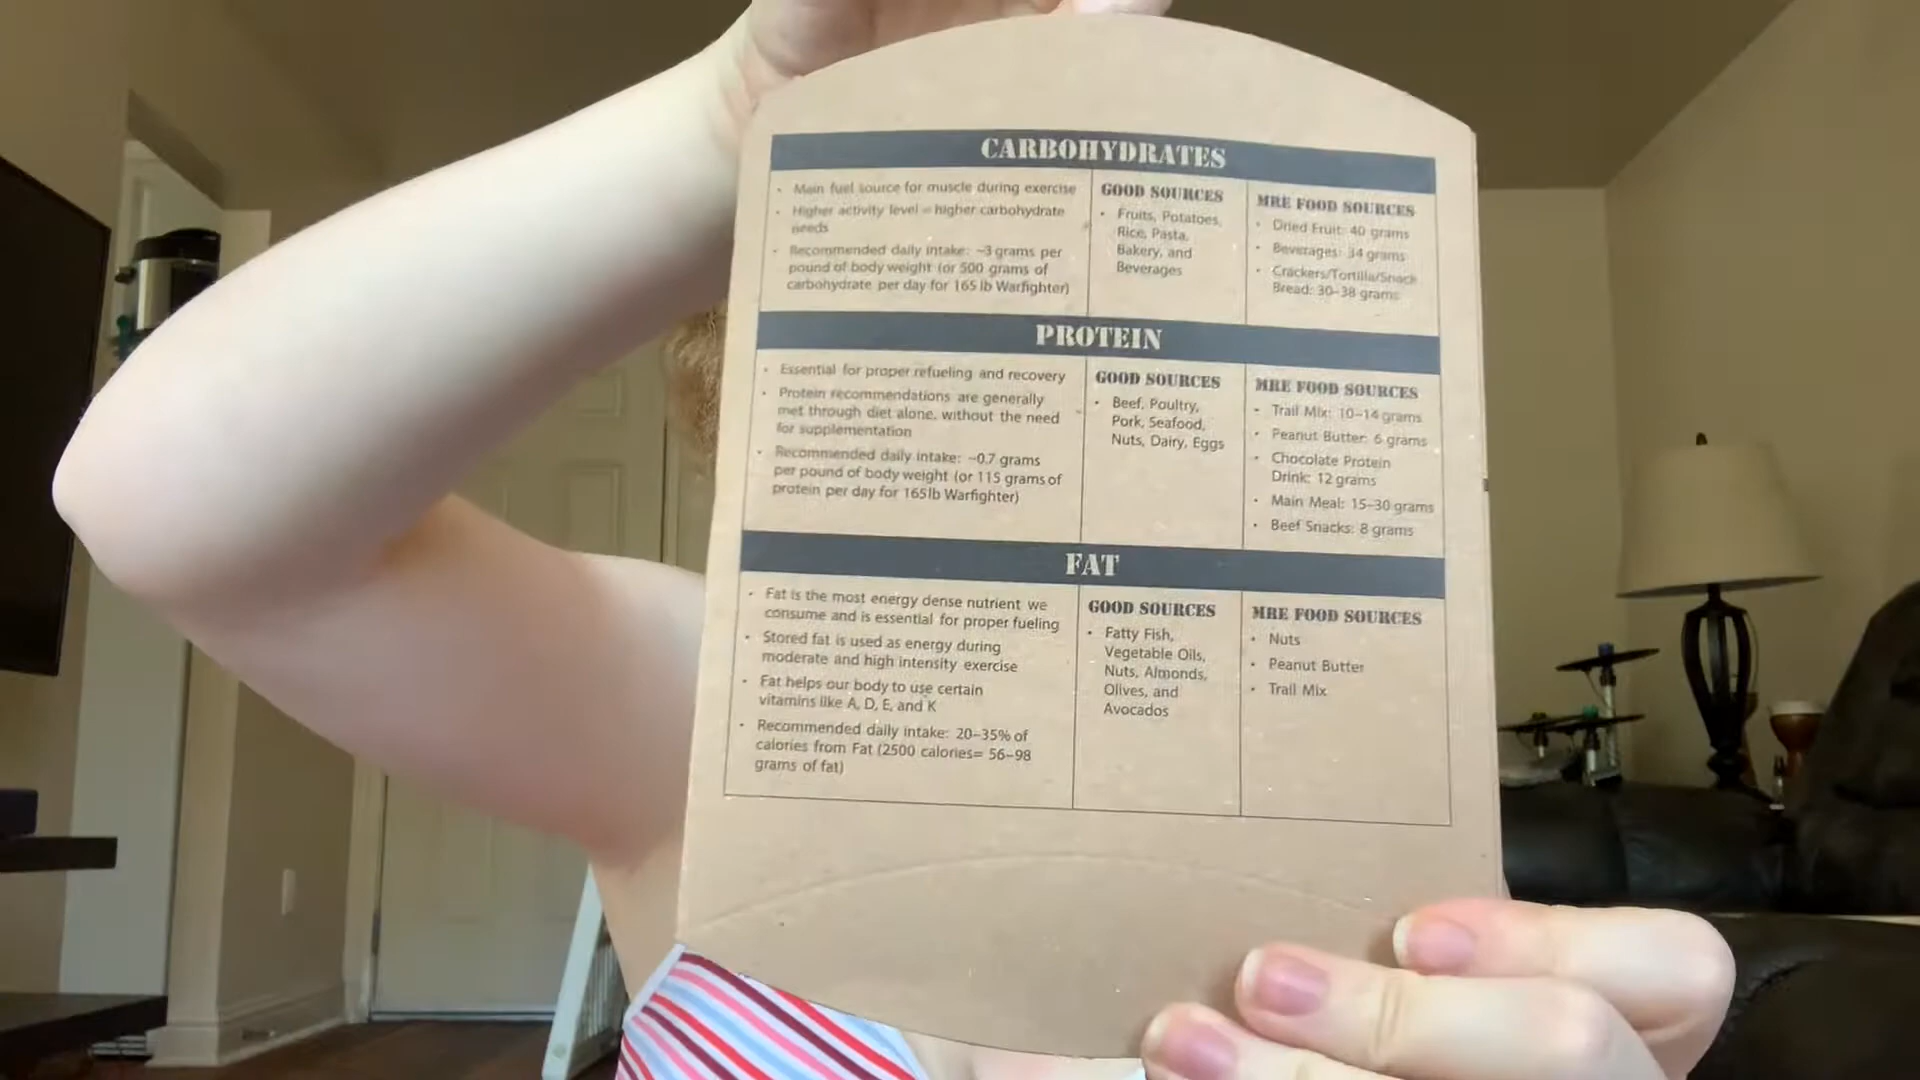 CARBOHYDRATES
• Main fuel source for muscle during exercise
• Higher activity level = higher carbohydrate
needs
• Recommended daily intake: ~3 grams per
pound of body weight (or 500 grams of
carbohydrate per day for 165 lb Warfighter)
GOOD SOURCES
• Fruits, Potatoes,
Rice, Pasta,
Bakery, and
Beverages
MRE FOOD SOURCES
• Dried Fruit: 40 grams
• Beverages: 34 grams
• Crackers/Tortilla/Snack
Bread: 30–38 grams
PROTEIN
• Essential for proper refueling and recovery
• Protein recommendations are generally
met through diet alone, without the need
for supplementation
• Recommended daily intake: ~0.7 grams
per pound of body weight (or 115 grams of
protein per day for 165lb Warfighter)
GOOD SOURCES
• Beef, Poultry,
Pork, Seafood,
Nuts, Dairy, Eggs
MRE FOOD SOURCES
• Trail Mix: 10–14 grams
• Peanut Butter: 6 grams
• Chocolate Protein
Drink: 12 grams
• Main Meal: 15–30 grams
• Beef Snacks: 8 grams
FAT
• Fat is the most energy dense nutrient we
consume and is essential for proper fueling
• Stored fat is used as energy during
moderate and high intensity exercise
• Fat helps our body to use certain
vitamins like A, D, E, and K
• Recommended daily intake: 20–35% of
calories from Fat (2500 calories= 56–98
grams of fat)
GOOD SOURCES
• Fatty Fish,
Vegetable Oils,
Nuts, Almonds,
Olives, and
Avocados
MRE FOOD SOURCES
• Nuts
• Peanut Butter
• Trail Mix